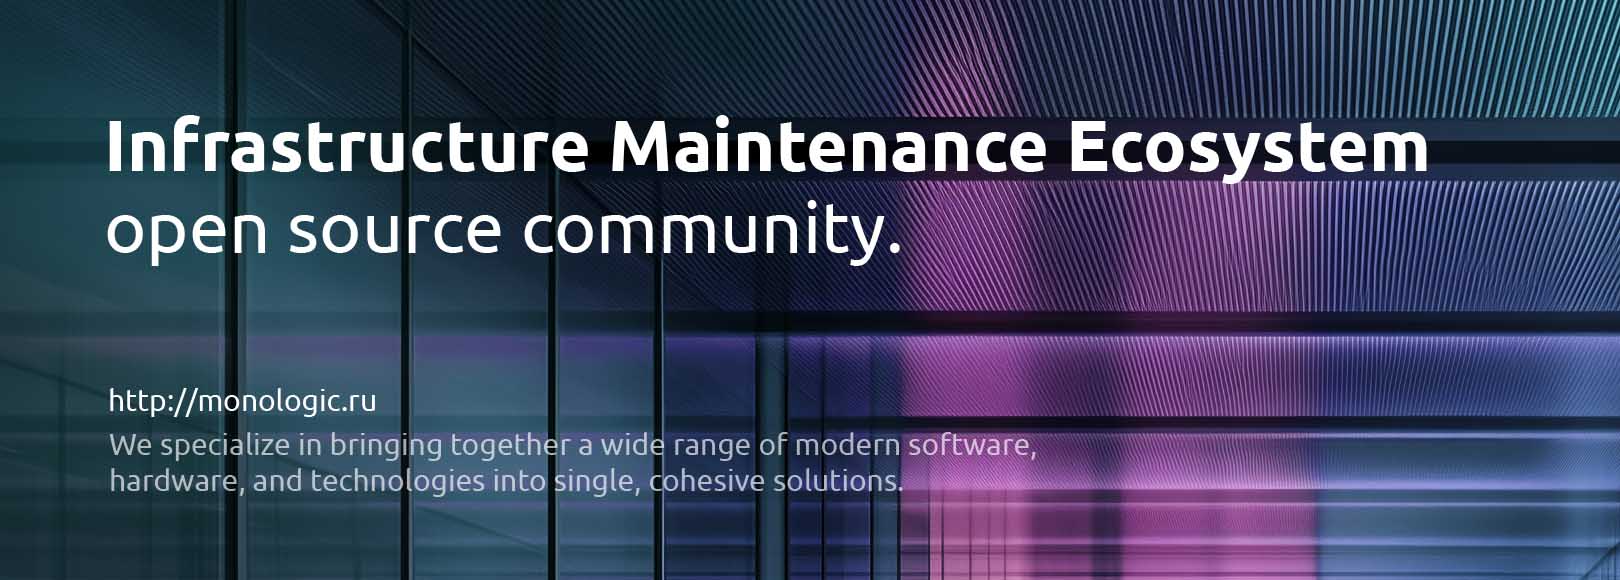 Infrastructure Maintenance Ecosystem
open source community.
http://monologic.ru
We specialize in bringing together a wide range of modern software,
hardware, and technologies into single, cohesive solutions.